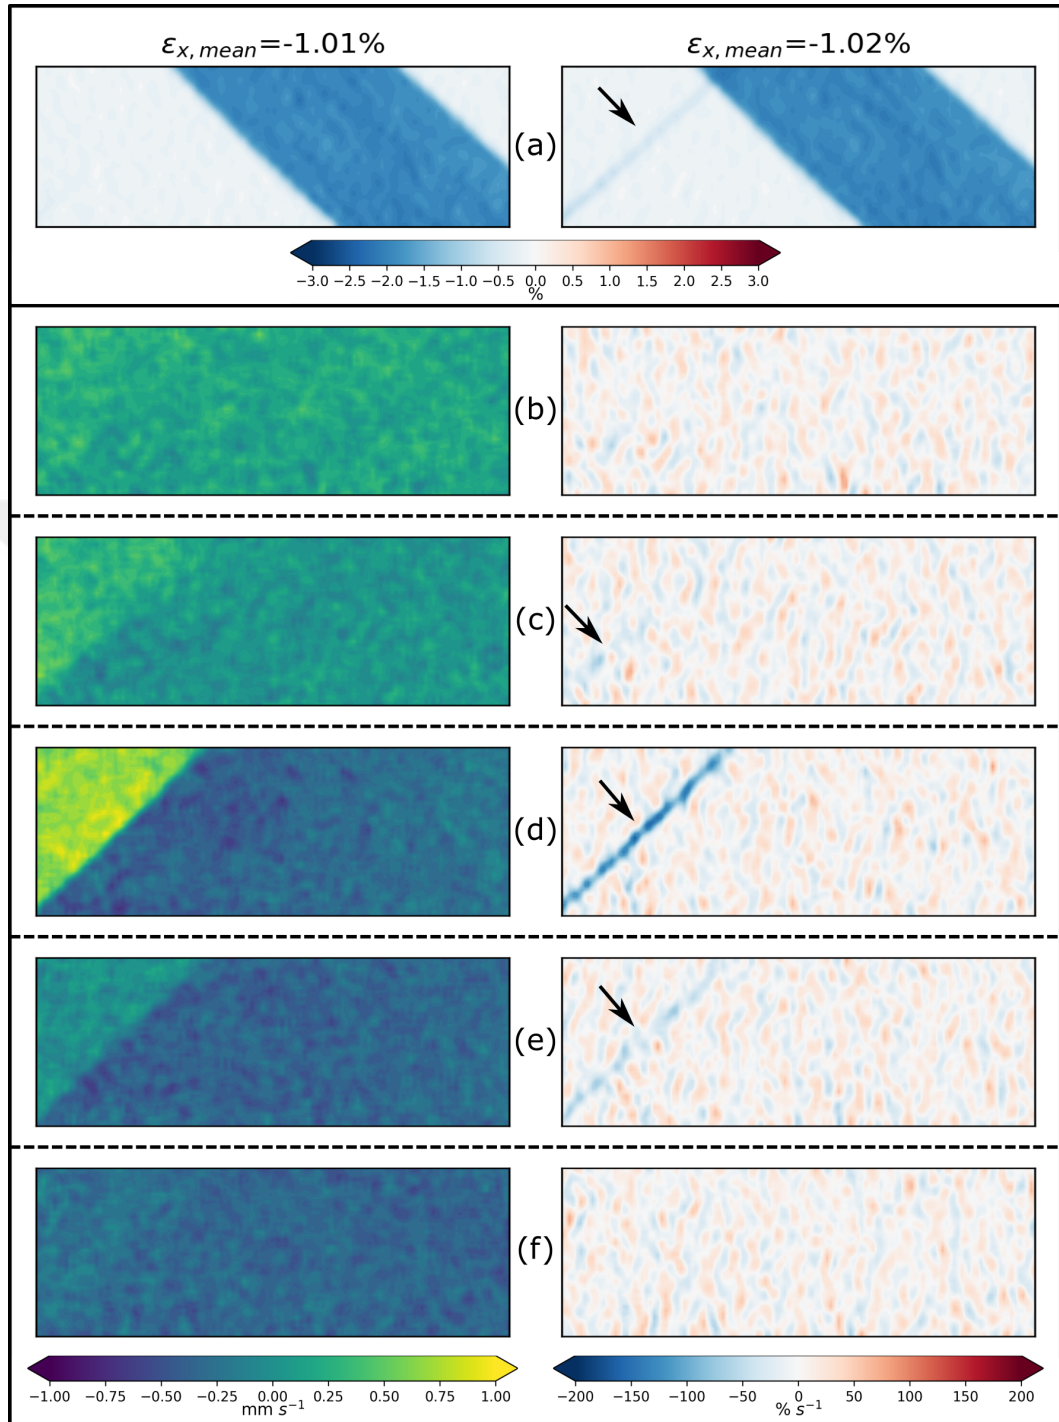 εx, mean=-1.01%
εx, mean=-1.02%
(a)
−3.0 −2.5 −2.0 −1.5 −1.0 −0.5 0.0 0.5 1.0 1.5 2.0 2.5 3.0
%
(b)
(c)
(d)
(e)
(f)
−1.00 −0.75 −0.50 −0.25 0.00 0.25 0.50 0.75 1.00
mm s⁻¹
−200 −150 −100 −50 0 50 100 150 200
% s⁻¹